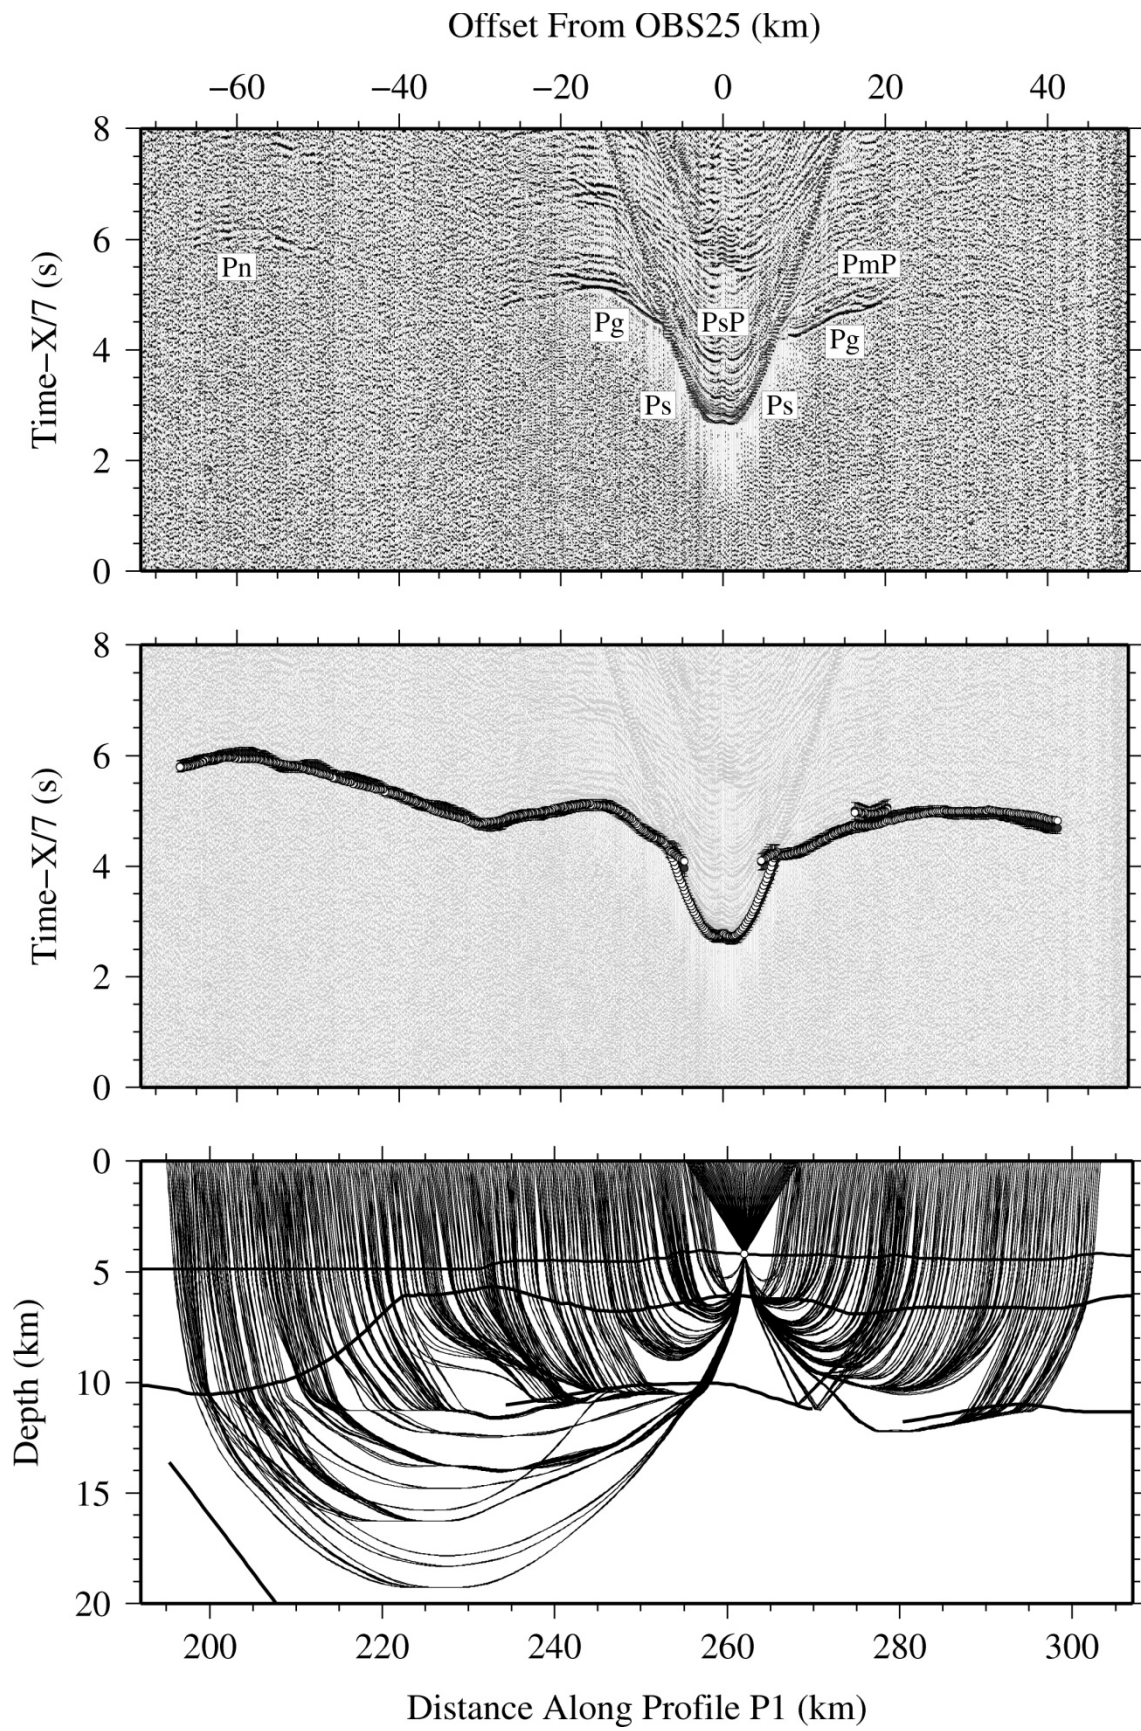 Offset From OBS25 (km)
−60 −40 −20 0 20 40
8
6
4
2
0
Time−X/7 (s)
Pn
PmP
Pg
PsP
Pg
Ps
Ps
8
6
4
2
0
Time−X/7 (s)
0
5
10
15
20
Depth (km)
200 220 240 260 280 300
Distance Along Profile P1 (km)